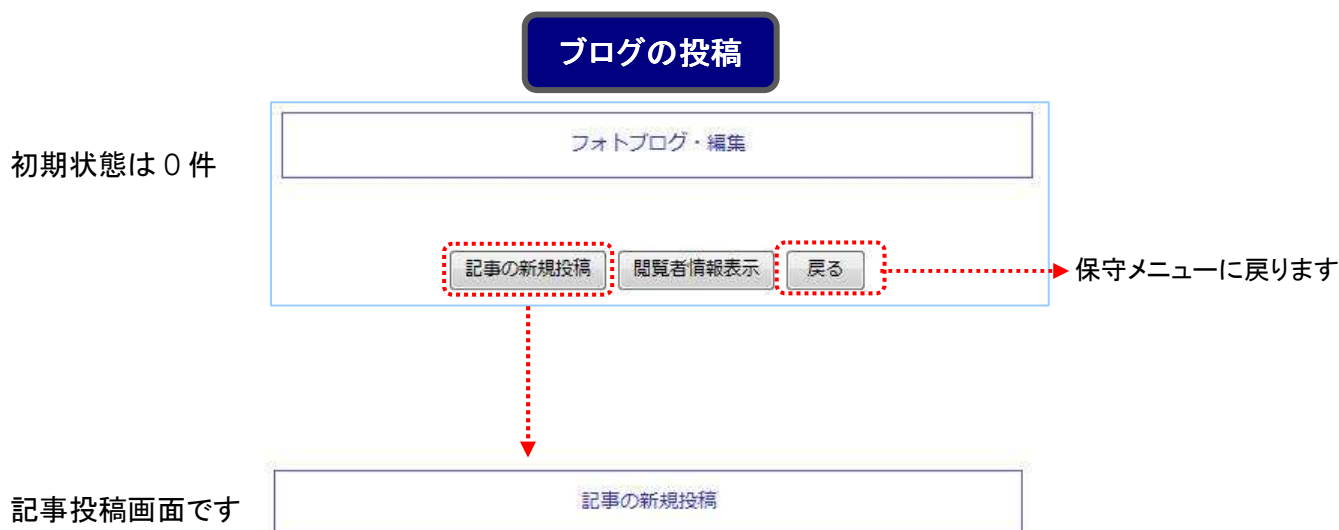 ブログの投稿
フォトブログ・編集
初期状態は０件
記事の新規投稿 閲覧者情報表示 戻る
保守メニューに戻ります
記事の新規投稿
記事投稿画面です